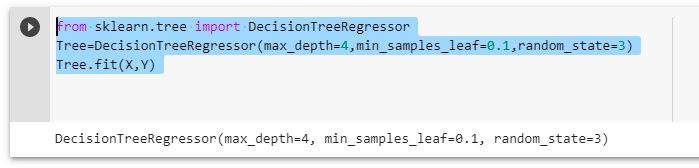 from sklearn.tree import DecisionTreeRegressor
Tree=DecisionTreeRegressor(max_depth=4,min_samples_leaf=0.1,random_state=3)
Tree.fit(X,Y)
DecisionTreeRegressor(max_depth=4, min_samples_leaf=0.1, random_state=3)